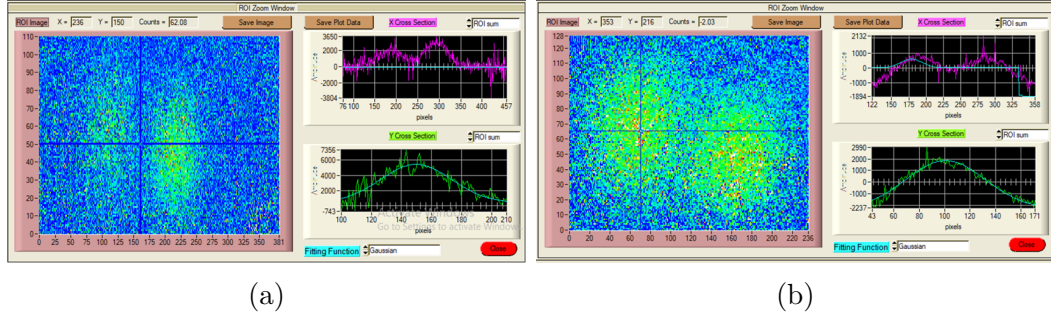 ROI Zoom Window
ROI Image X = 236 Y = 150 Counts = 62.08 Save Image Save Plot Data X Cross Section ROI sum
110-
100-
90-
80-
70-
60-
50-
40-
30-
20-
10-
0-
0 25 50 75 100 125 150 175 200 225 250 275 300 325 350 381
3650-
2000-
0-
-2000-
-3804-
76 100 150 200 250 300 350 400 457
pixels
Y Cross Section ROI sum
7356-
6000-
4000-
2000-
-743-
100 120 140 160 180 200 210
pixels
Activate Windows
Go to Settings to activate Window
Fitting Function Gaussian Close
(a)
ROI Zoom Window
ROI Image X = 353 Y = 216 Counts = -2.03 Save Image Save Plot Data X Cross Section ROI sum
128-
110-
100-
90-
80-
70-
60-
50-
40-
30-
20-
10-
0-
0 20 40 60 80 100 120 140 160 180 200 236
2132-
1000-
0-
-1000-
-1894-
122 150 175 200 225 250 275 300 325 358
pixels
Y Cross Section ROI sum
2990-
2000-
1000-
0-
-1000-
-2237-
43 60 80 100 120 140 171
pixels
Fitting Function Gaussian Close
(b)